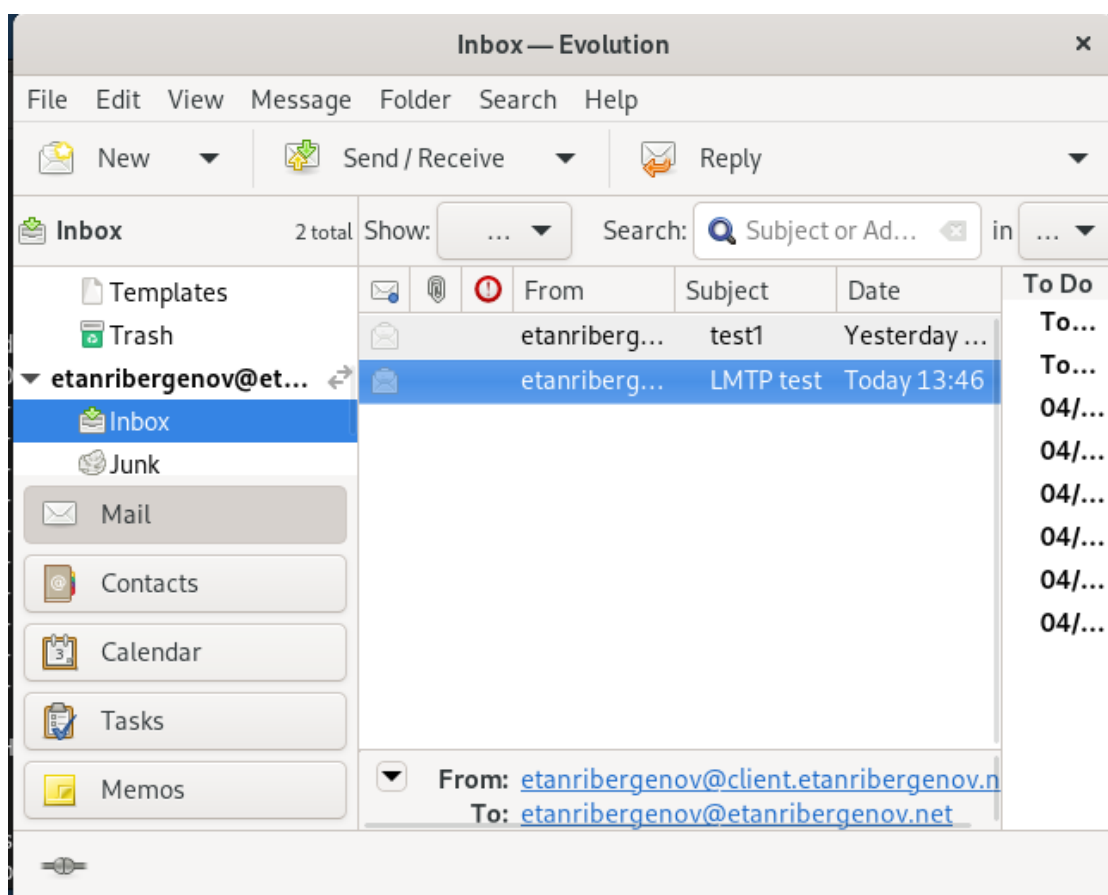 Inbox — Evolution ×
File Edit View Message Folder Search Help
New Send / Receive Reply
Inbox 2 total Show: ... Search: Subject or Ad... in ...
Templates
Trash
etanribergenov@et...
Inbox
Junk
Mail
Contacts
Calendar
Tasks
Memos
From Subject Date
etanriberg... test1 Yesterday ...
etanriberg... LMTP test Today 13:46
From: etanribergenov@client.etanribergenov.n
To: etanribergenov@etanribergenov.net
To Do
To...
To...
04/...
04/...
04/...
04/...
04/...
04/...